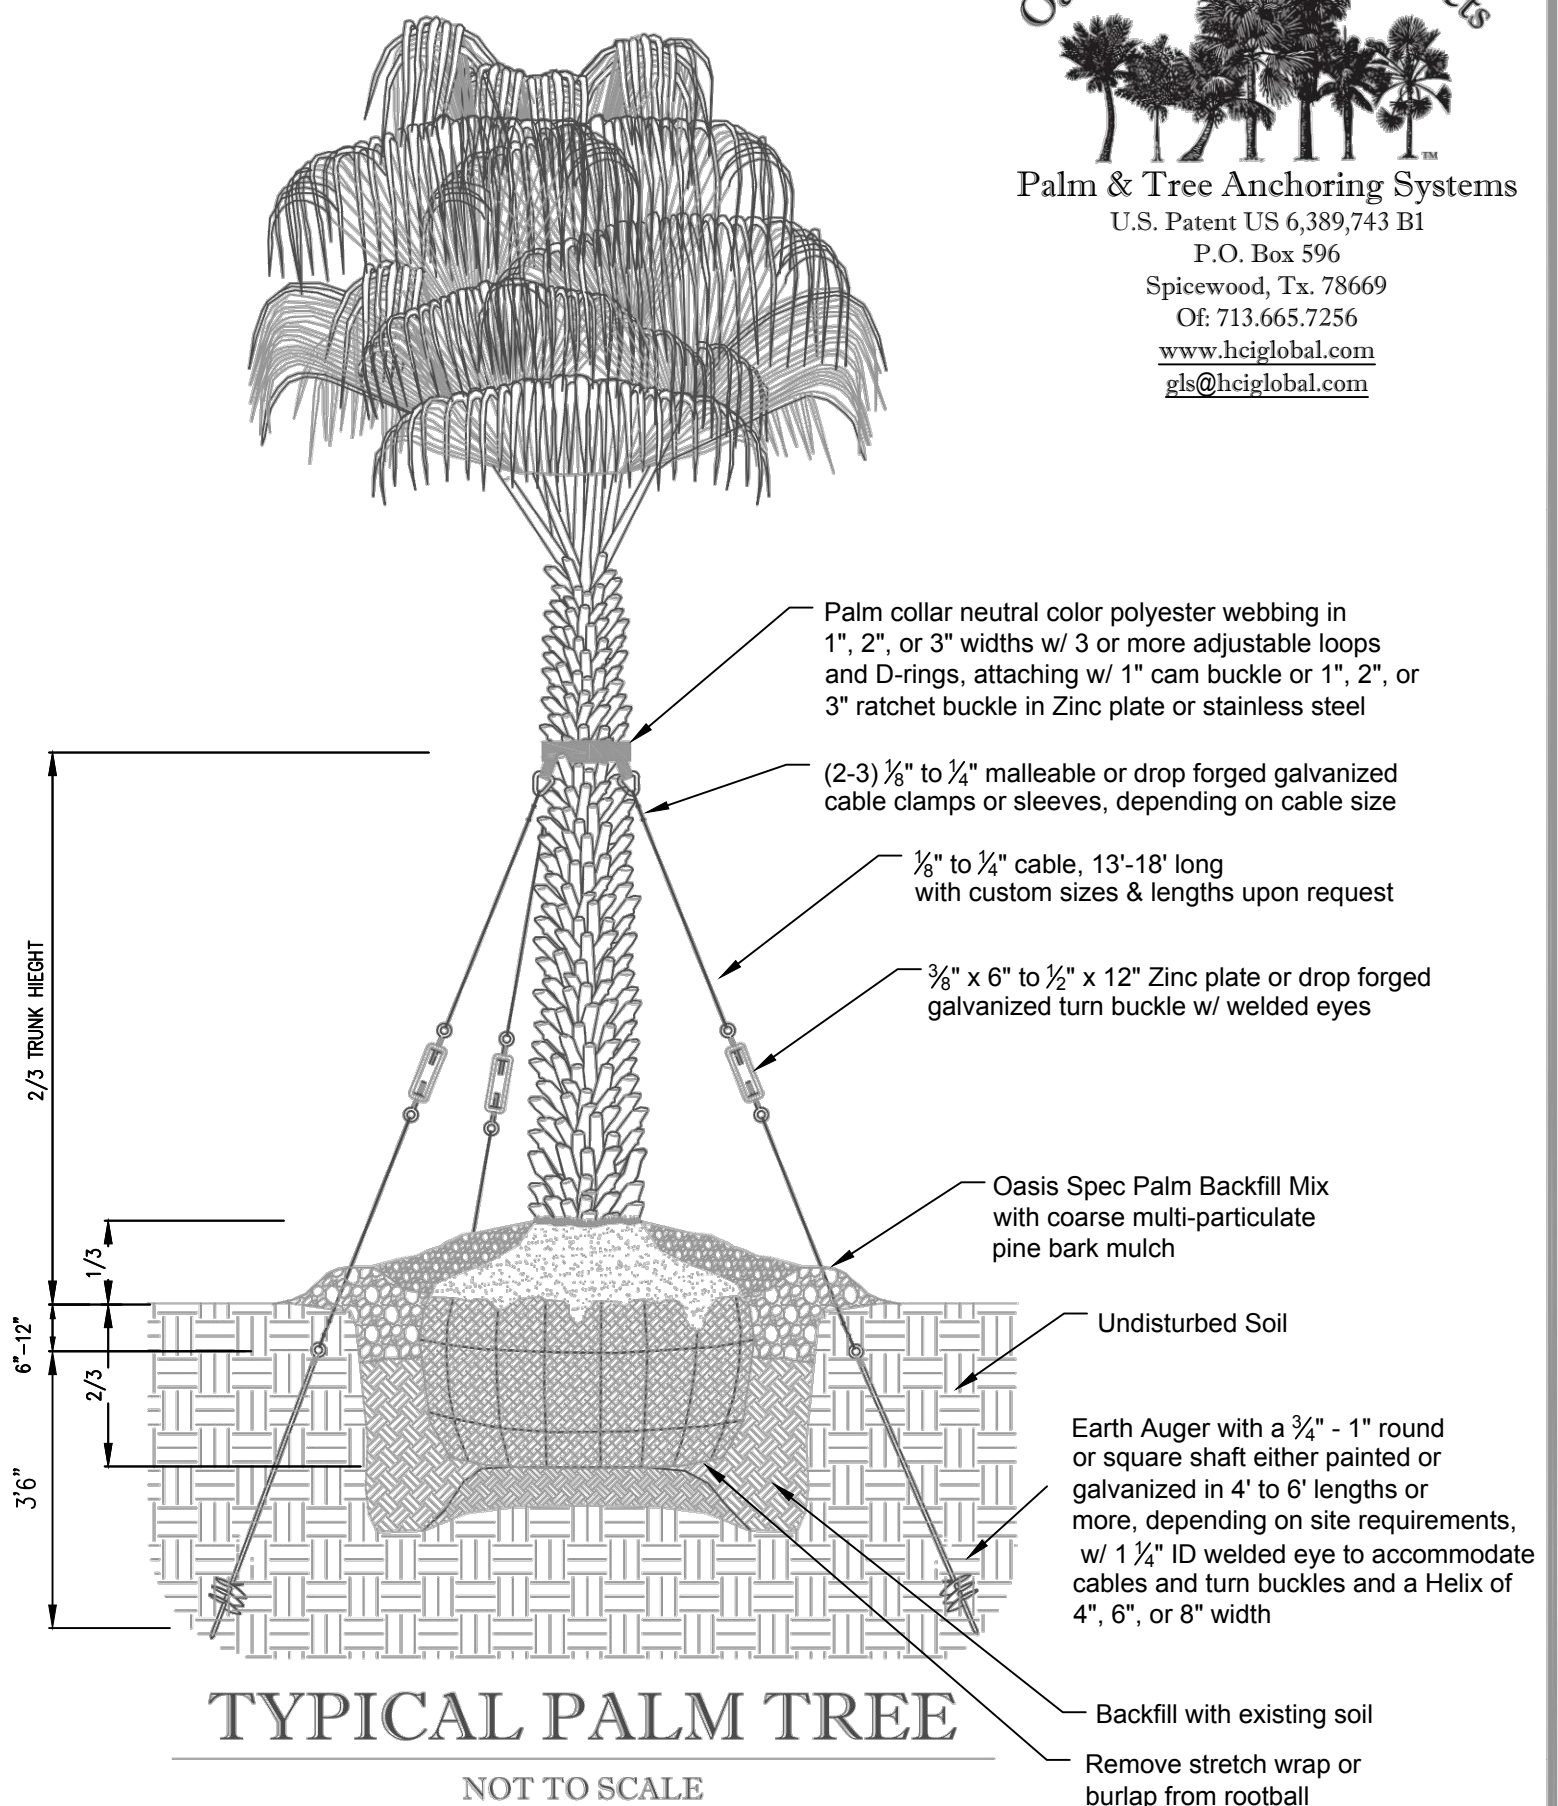 TM
Palm & Tree Anchoring Systems
U.S. Patent US 6,389,743 B1
P.O. Box 596
Spicewood, Tx. 78669
Of: 713.665.7256
www.hciglobal.com
gls@hciglobal.com
Palm collar neutral color polyester webbing in
1", 2", or 3" widths w/ 3 or more adjustable loops
and D-rings, attaching w/ 1" cam buckle or 1", 2", or
3" ratchet buckle in Zinc plate or stainless steel
(2-3) 1/8" to 1/4" malleable or drop forged galvanized
cable clamps or sleeves, depending on cable size
1/8" to 1/4" cable, 13'-18' long
with custom sizes & lengths upon request
3/8" x 6" to 1/2" x 12" Zinc plate or drop forged
galvanized turn buckle w/ welded eyes
2/3 TRUNK HIEGHT
Oasis Spec Palm Backfill Mix
with coarse multi-particulate
pine bark mulch
1/3
Undisturbed Soil
6"-12"
2/3
3'6"
Earth Auger with a 3/4" - 1" round
or square shaft either painted or
galvanized in 4' to 6' lengths or
more, depending on site requirements,
w/ 1 1/4" ID welded eye to accommodate
cables and turn buckles and a Helix of
4", 6", or 8" width
TYPICAL PALM TREE
NOT TO SCALE
Backfill with existing soil
Remove stretch wrap or
burlap from rootball